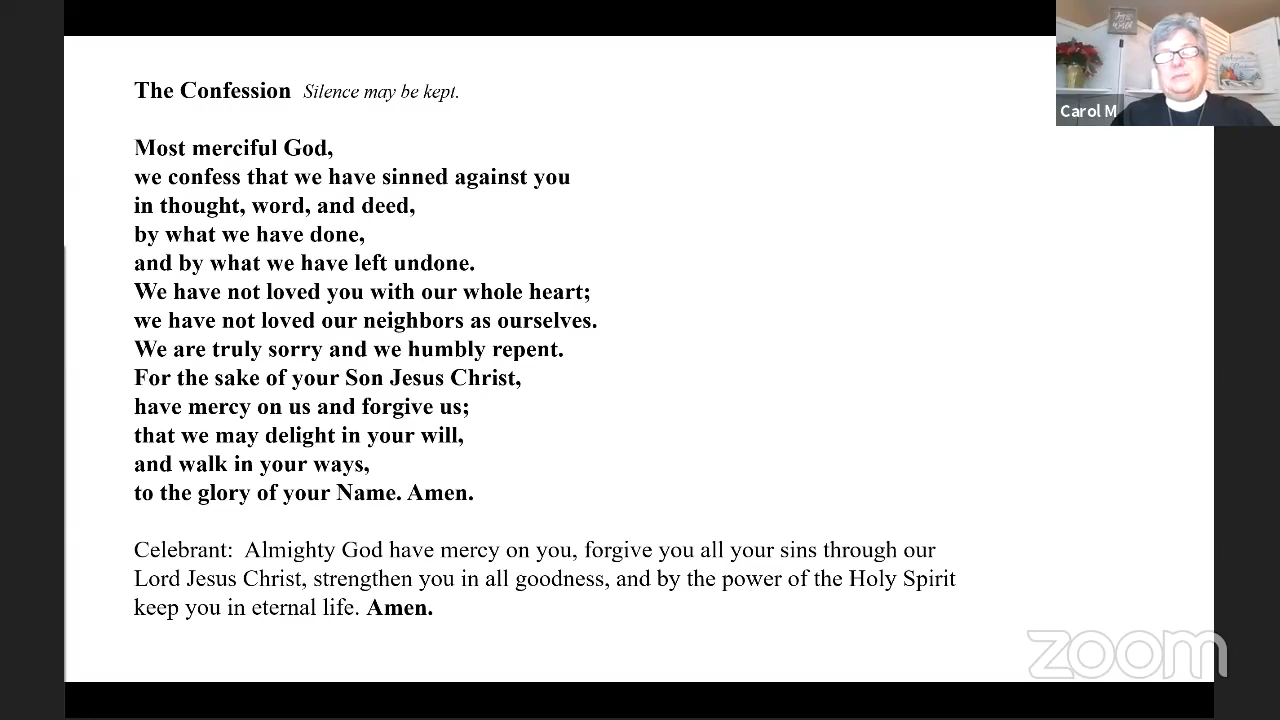 The Confession Silence may be kept.
Most merciful God,
we confess that we have sinned against you
in thought, word, and deed,
by what we have done,
and by what we have left undone.
We have not loved you with our whole heart;
we have not loved our neighbors as ourselves.
We are truly sorry and we humbly repent.
For the sake of your Son Jesus Christ,
have mercy on us and forgive us;
that we may delight in your will,
and walk in your ways,
to the glory of your Name. Amen.
Celebrant: Almighty God have mercy on you, forgive you all your sins through our
Lord Jesus Christ, strengthen you in all goodness, and by the power of the Holy Spirit
keep you in eternal life. Amen.
Carol M
zoom